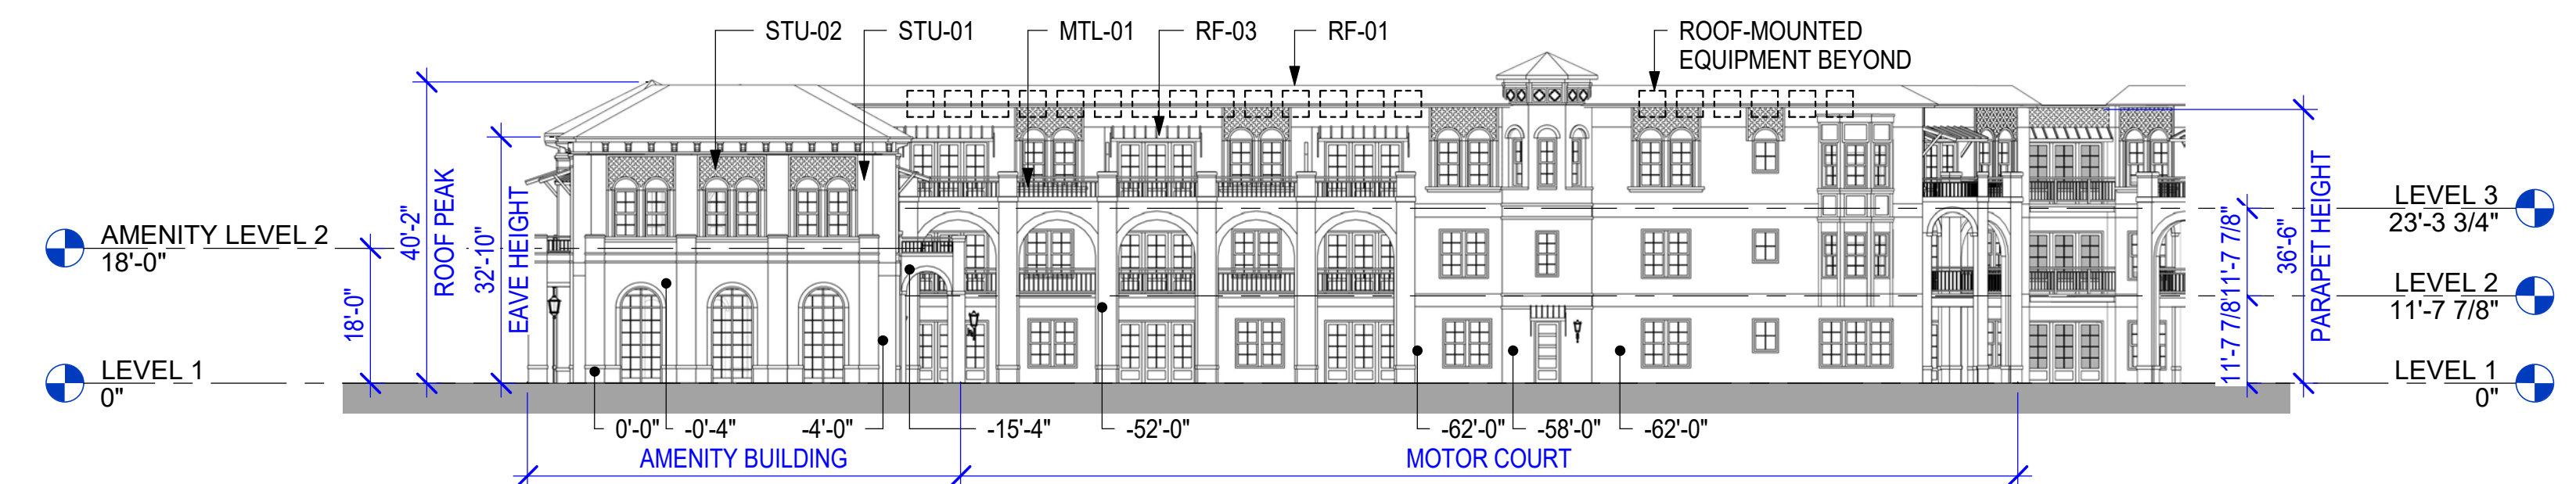 STU-02
STU-01
MTL-01
RF-03
RF-01
ROOF-MOUNTED
EQUIPMENT BEYOND
AMENITY LEVEL 2
18'-0"
LEVEL 1
0"
18'-0"
40'-2"
ROOF PEAK
32'-10"
EAVE HEIGHT
LEVEL 3
23'-3 3/4"
LEVEL 2
11'-7 7/8"
LEVEL 1
0"
11'-7 7/8"
11'-7 7/8"
36'-6"
PARAPET HEIGHT
0'-0"
-0'-4"
-4'-0"
-15'-4"
-52'-0"
-62'-0"
-58'-0"
-62'-0"
AMENITY BUILDING
MOTOR COURT